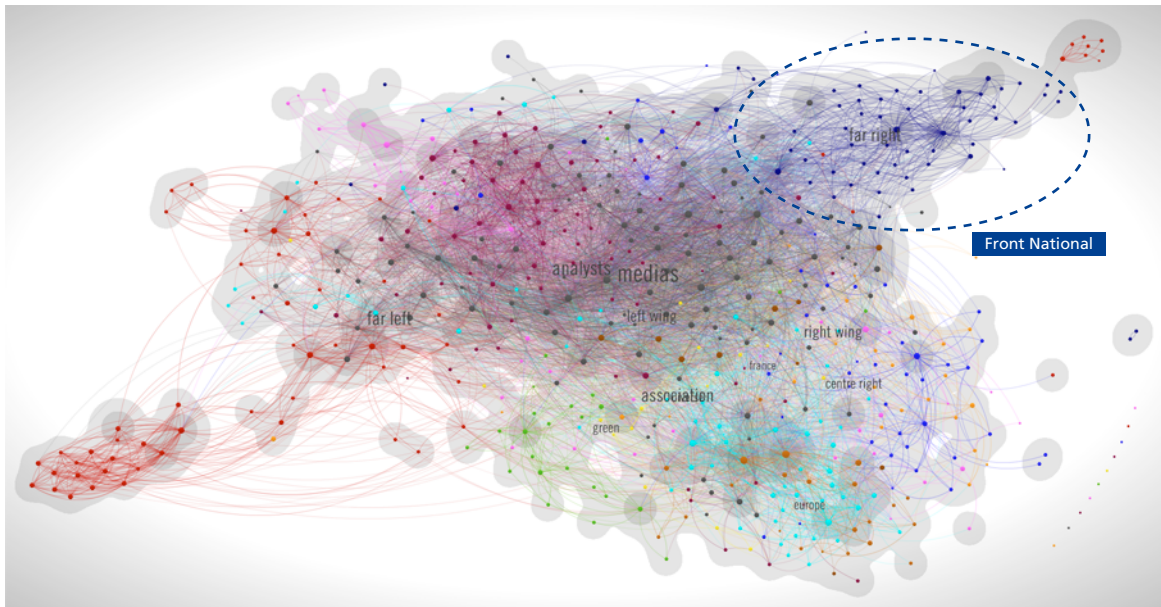 far right
Front National
analysts
medias
far left
left wing
right wing
france
centre right
association
green
europe